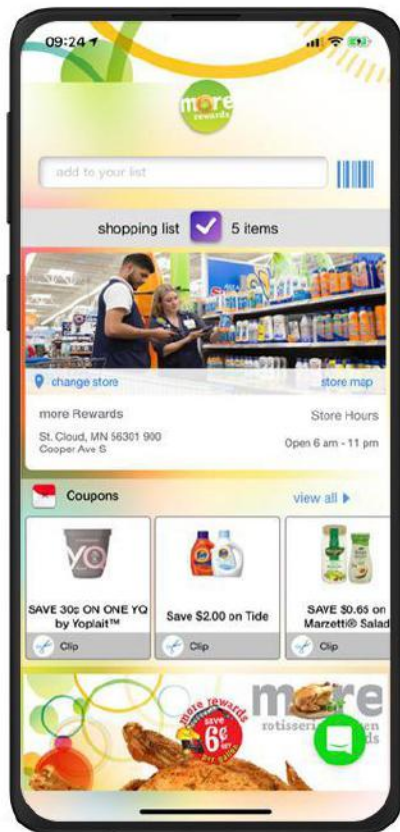 09:24
more
rewards
add to your list
shopping list 5 items
change store store map
more Rewards Store Hours
St. Cloud, MN 56301 900
Cooper Ave S
Open 6 am - 11 pm
Coupons view all
YQ
SAVE 30¢ ON ONE YQ
by Yoplait™
Save $2.00 on Tide
SAVE $0.65 on
Marzetti® Salad
Clip Clip Clip
more rewards
save
6¢
per gallon
more